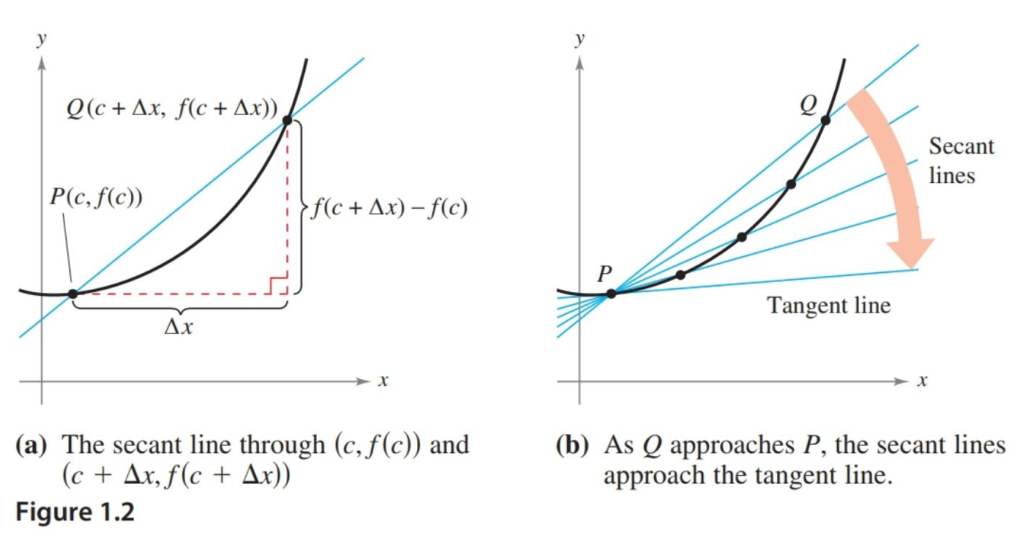 y
Q(c + Δx, f(c + Δx))
P(c, f(c))
f(c + Δx) – f(c)
Δx
x
(a) The secant line through (c, f(c)) and
(c + Δx, f(c + Δx))
y
Q
Secant
lines
P
Tangent line
x
(b) As Q approaches P, the secant lines
approach the tangent line.
Figure 1.2